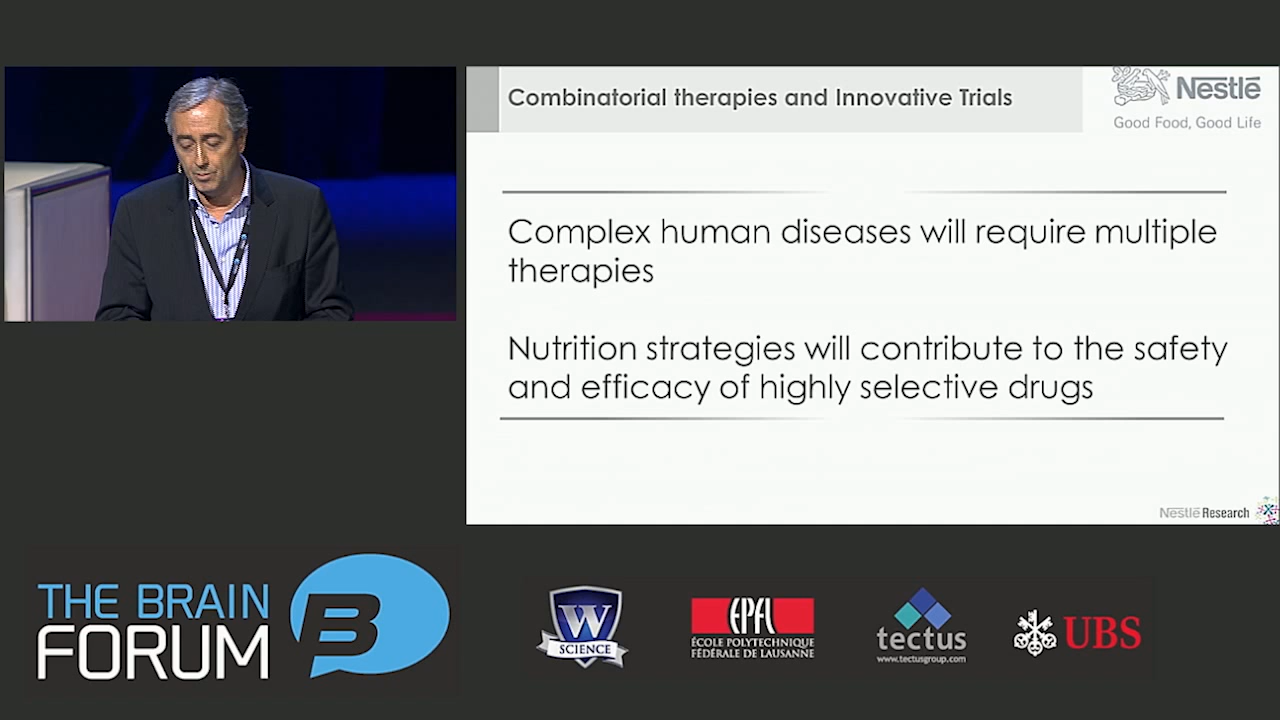 Combinatorial therapies and Innovative Trials
Nestlé
Good Food, Good Life
Complex human diseases will require multiple
therapies
Nutrition strategies will contribute to the safety
and efficacy of highly selective drugs
Nestlé Research
THE BRAIN
FORUM
B
W
SCIENCE
EPFL
ÉCOLE POLYTECHNIQUE
FÉDÉRALE DE LAUSANNE
tectus
www.tectusgroup.com
UBS